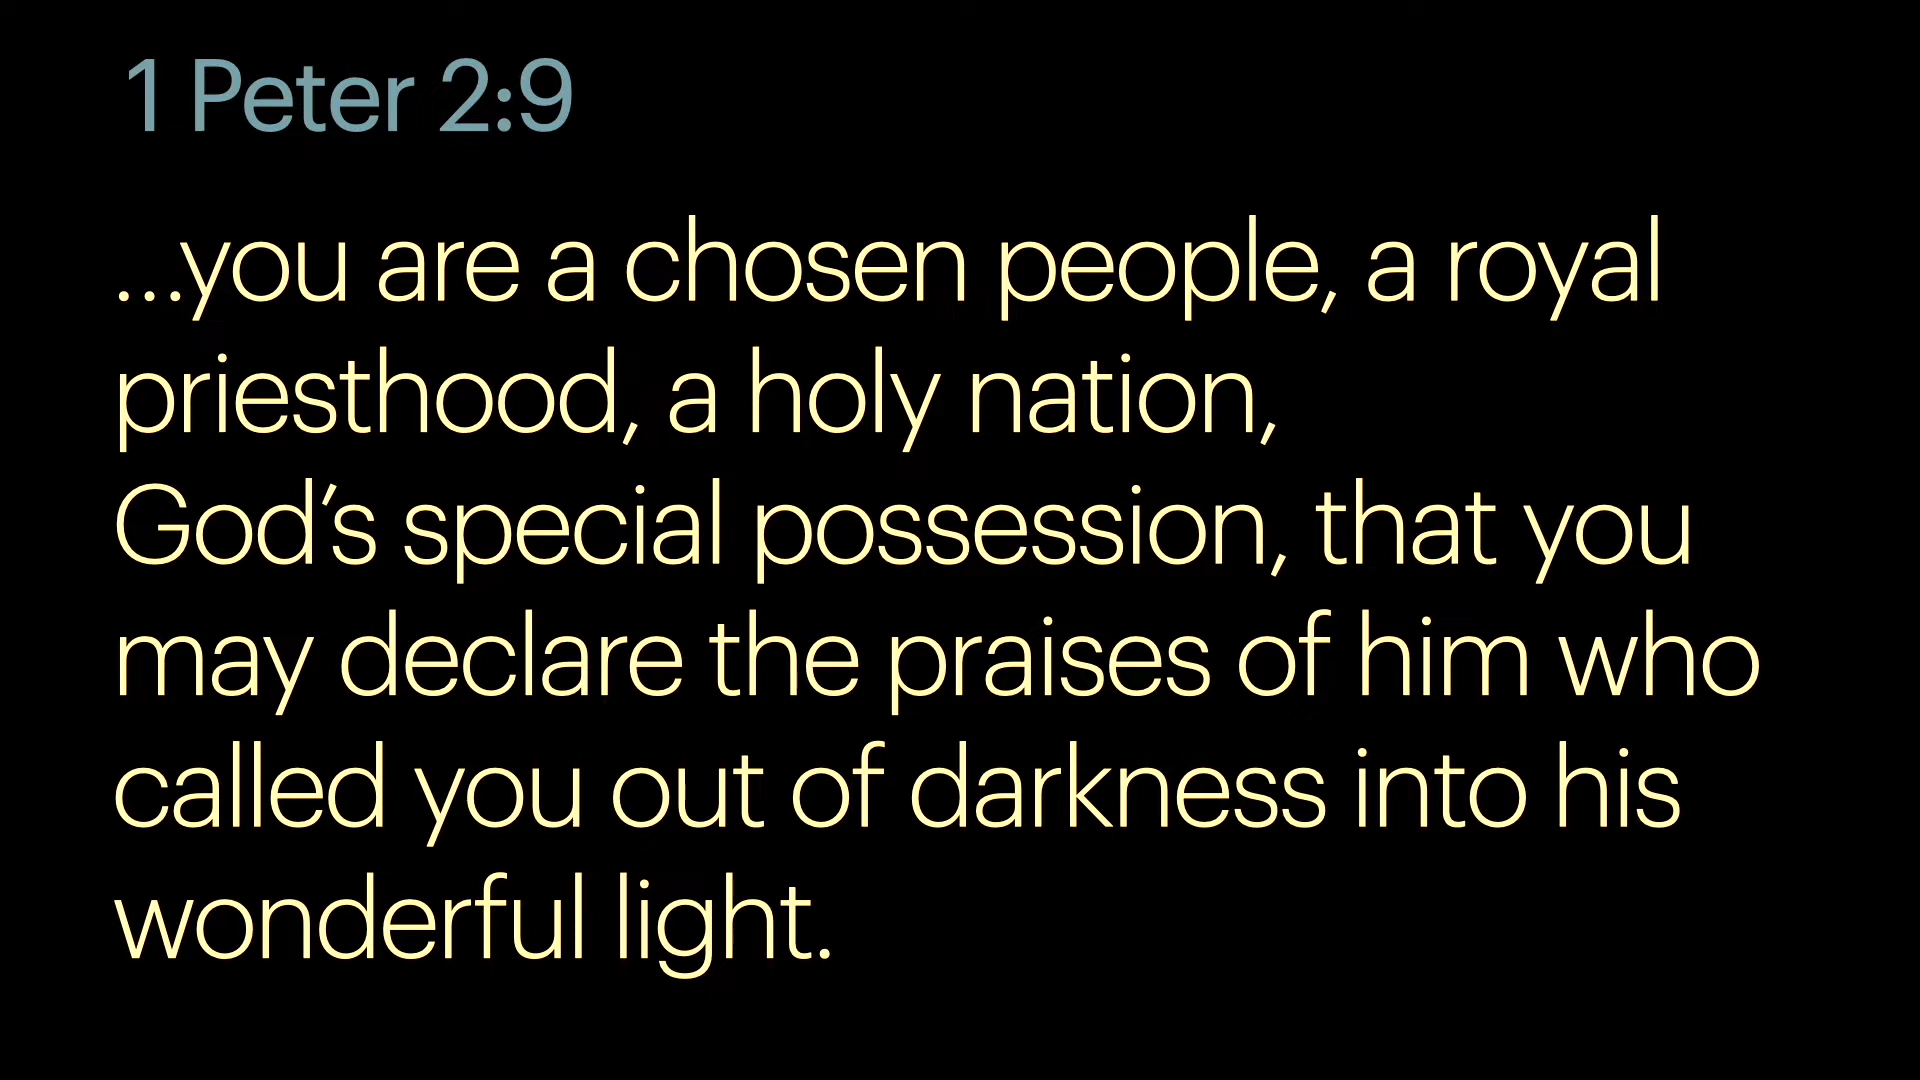 1 Peter 2:9
...you are a chosen people, a royal
priesthood, a holy nation,
God’s special possession, that you
may declare the praises of him who
called you out of darkness into his
wonderful light.